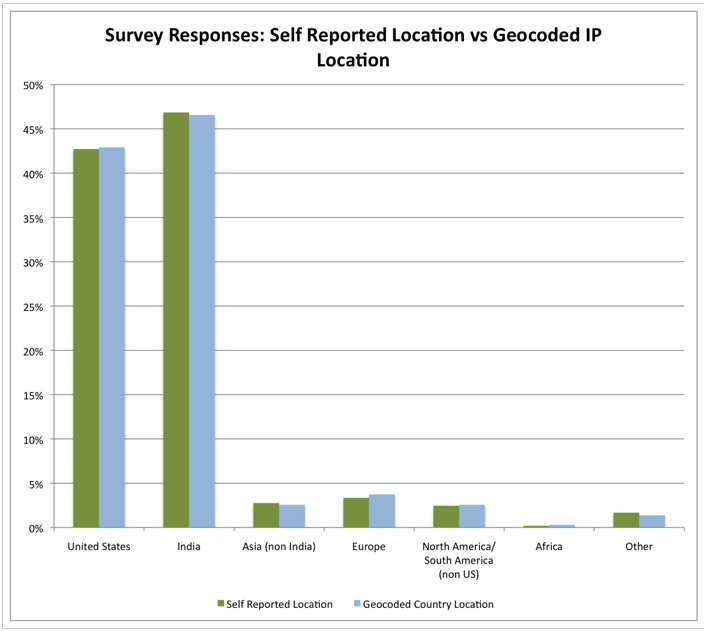 Survey Responses: Self Reported Location vs Geocoded IP
Location
50%
45%
40%
35%
30%
25%
20%
15%
10%
5%
0%
United States
India
Asia (non India)
Europe
North America/
South America
(non US)
Africa
Other
Self Reported Location
Geocoded Country Location